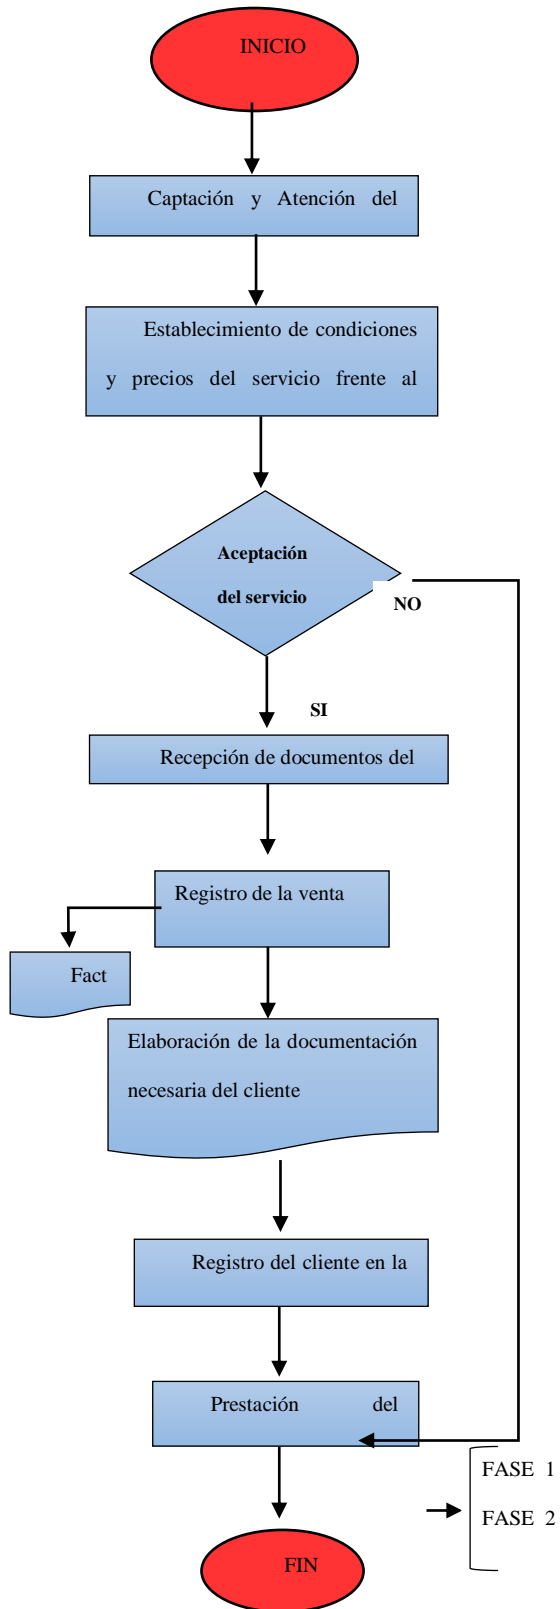 INICIO
Captación y Atención del
Establecimiento de condiciones
y precios del servicio frente al
Aceptación
del servicio
NO
SI
Recepción de documentos del
Registro de la venta
Fact
Elaboración de la documentación
necesaria del cliente
Registro del cliente en la
Prestación del
FASE 1
FASE 2
FIN